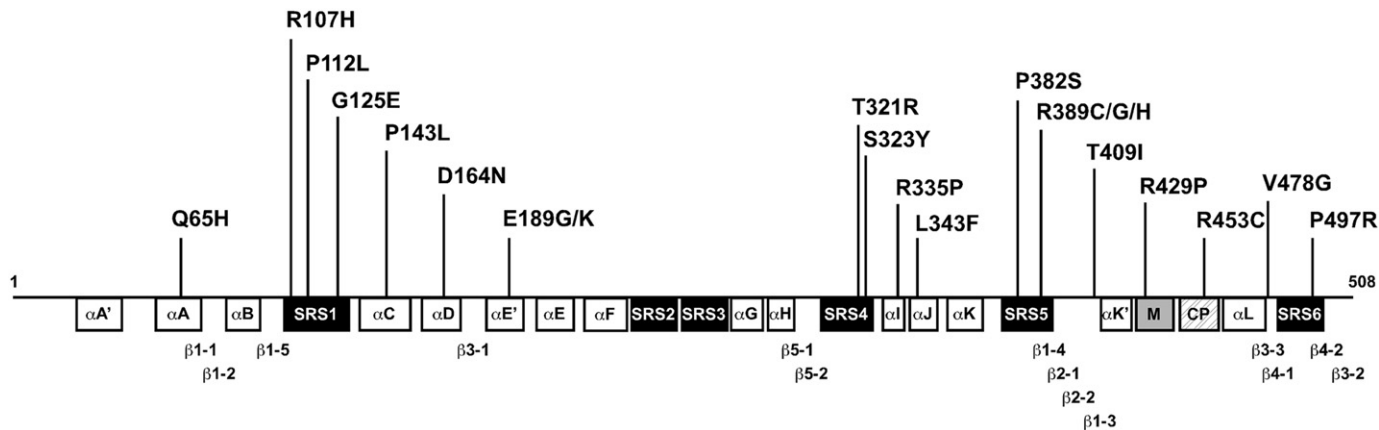 R107H
P112L
G125E
P143L
D164N
Q65H
E189G/K
T321R
S323Y
R335P
L343F
P382S
R389C/G/H
T409I
R429P
R453C
V478G
P497R
1
508
αA' αA αB SRS1 αC αD αE' αE αF SRS2 SRS3 αG αH SRS4 αI αJ αK SRS5 αK' M CP αL SRS6
β1-1 β1-5 β3-1 β5-1 β1-4 β3-3 β4-2
β1-2 β5-2 β2-1 β4-1 β3-2
β2-2
β1-3